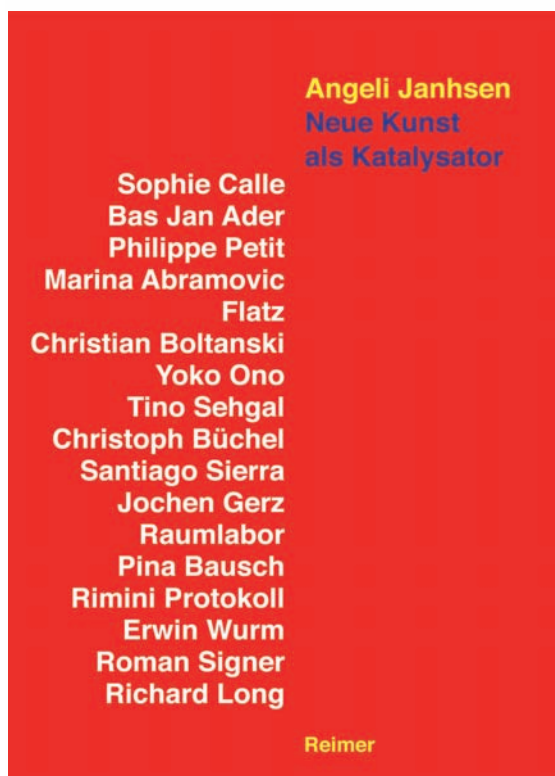 Angeli Janhsen
Neue Kunst
als Katalysator
Sophie Calle
Bas Jan Ader
Philippe Petit
Marina Abramovic
Flatz
Christian Boltanski
Yoko Ono
Tino Sehgal
Christoph Büchel
Santiago Sierra
Jochen Gerz
Raumlabor
Pina Bausch
Rimini Protokoll
Erwin Wurm
Roman Signer
Richard Long
Reimer